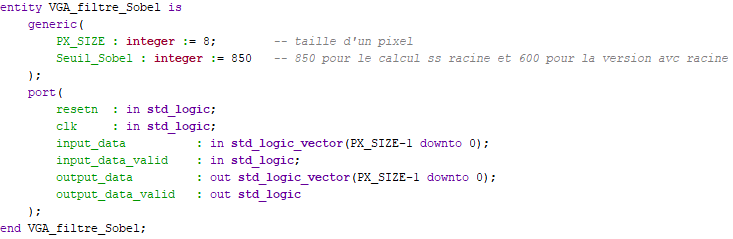 entity VGA_filtre_Sobel is
generic(
PX_SIZE : integer := 8; -- taille d'un pixel
Seuil_Sobel : integer := 850 -- 850 pour le calcul ss racine et 600 pour la version avc racine
);
port(
resetn : in std_logic;
clk : in std_logic;
input_data : in std_logic_vector(PX_SIZE-1 downto 0);
input_data_valid : in std_logic;
output_data : out std_logic_vector(PX_SIZE-1 downto 0);
output_data_valid : out std_logic
);
end VGA_filtre_Sobel;